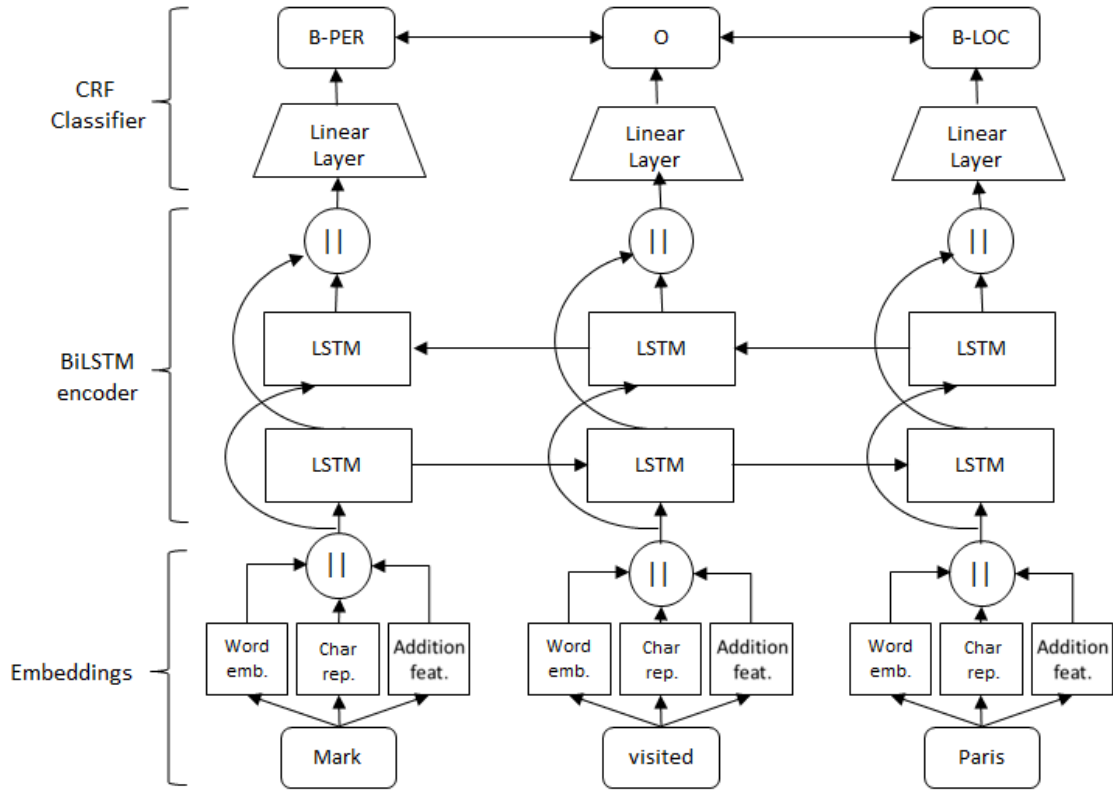 B-PER
O
B-LOC
CRF
Classifier
Linear
Layer
Linear
Layer
Linear
Layer
||
||
||
BiLSTM
encoder
LSTM
LSTM
LSTM
LSTM
LSTM
LSTM
||
||
||
Embeddings
Word
emb.
Char
rep.
Addition
feat.
Word
emb.
Char
rep.
Addition
feat.
Word
emb.
Char
rep.
Addition
feat.
Mark
visited
Paris